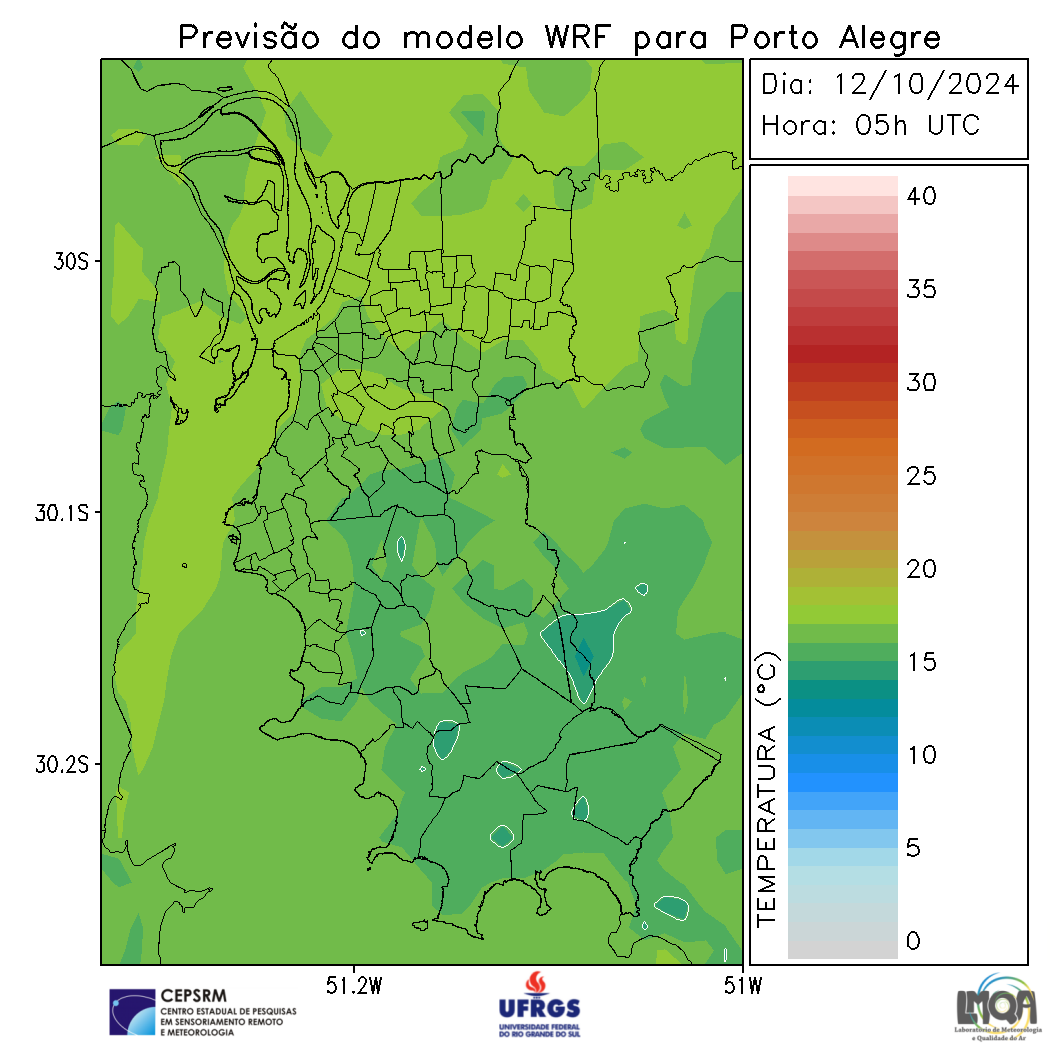 Previsão do modelo WRF para Porto Alegre
Dia: 12/10/2024
Hora: 05h UTC
30S
30.1S
30.2S
51.2W
51W
TEMPERATURA (°C)
40
35
30
25
20
15
10
5
0
CEPSRM
CENTRO ESTADUAL DE PESQUISAS
EM SENSORIAMENTO REMOTO
E METEOROLOGIA
UFRGS
UNIVERSIDADE FEDERAL
DO RIO GRANDE DO SUL
LMQA
Laboratório de Meteorologia
e Qualidade do Ar